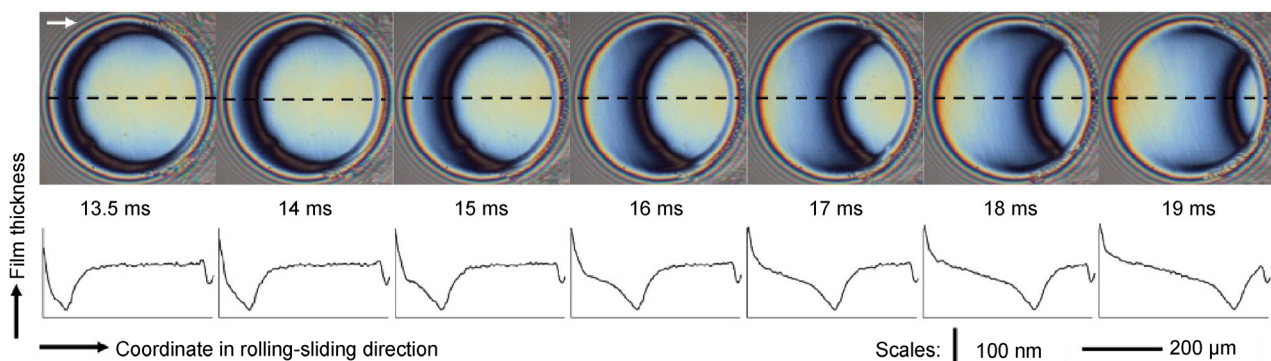 13.5 ms
14 ms
15 ms
16 ms
17 ms
18 ms
19 ms
Film thickness
Coordinate in rolling-sliding direction
Scales:
100 nm
200 μm